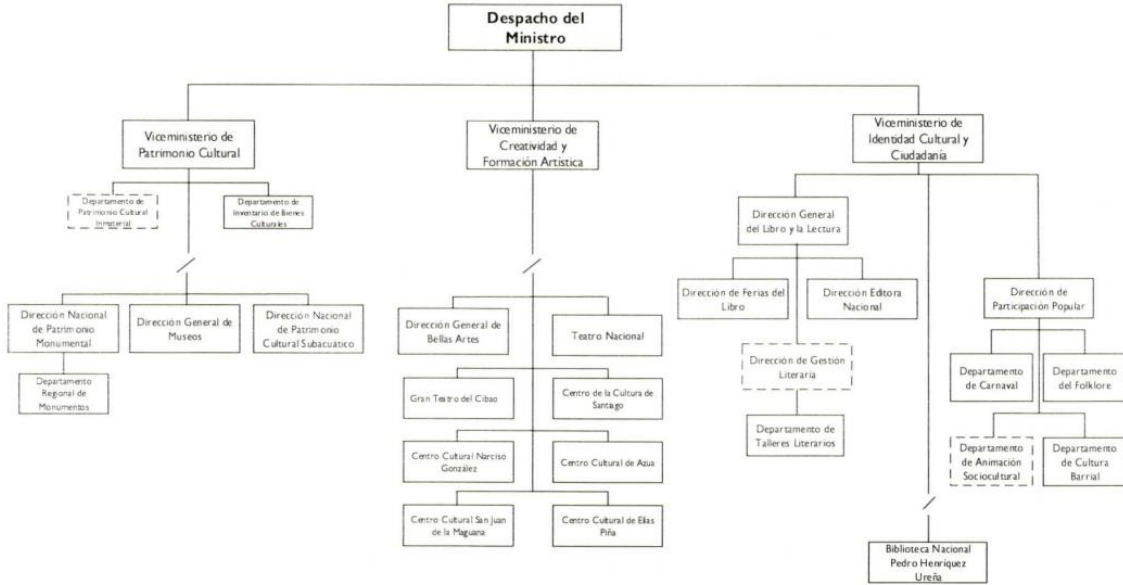 Despacho del
Ministro
Viceministerio de
Patrimonio Cultural
Viceministerio de
Creatividad y
Formación Artística
Viceministerio de
Identidad Cultural y
Ciudadanía
Departamento de
Patrimonio Cultural
Inmaterial
Departamento de
Inventario de Bienes
Culturales
Dirección Nacional
de Patrimonio
Monumental
Dirección General de
Museos
Dirección Nacional
de Patrimonio
Cultural Subacuático
Departamento
Regional de
Monumentos
Dirección General de
Bellas Artes
Teatro Nacional
Gran Teatro del Cibao
Centro de la Cultura de
Santiago
Centro Cultural Narciso
González
Centro Cultural de Azua
Centro Cultural San Juan
de la Maguana
Centro Cultural de Elías
Piña
Dirección General
del Libro y la Lectura
Dirección de Ferias del
Libro
Dirección Editora
Nacional
Dirección de Gestión
Literaria
Departamento de
Talleres Literarios
Dirección de
Participación Popular
Departamento
de Carnaval
Departamento
del Folklore
Departamento
de Animación
Sociocultural
Departamento
de Cultura
Barrial
Biblioteca Nacional
Pedro Henríquez
Ureña